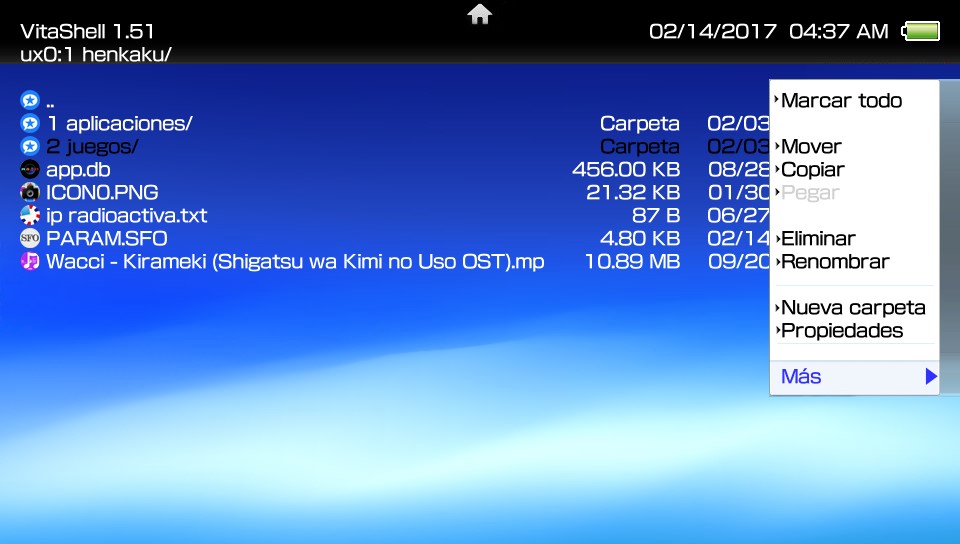 VitaShell 1.51
02/14/2017 04:37 AM
ux0:1 henkaku/
..
1 aplicaciones/ Carpeta 02/03
2 juegos/ Carpeta 02/03
app.db 456.00 KB 08/28
ICON0.PNG 21.32 KB 01/30
ip radioactiva.txt 87 B 06/27
SFO PARAM.SFO 4.80 KB 02/14
Wacci - Kirameki (Shigatsu wa Kimi no Uso OST).mp 10.89 MB 09/20
Marcar todo
Mover
Copiar
Pegar
Eliminar
Renombrar
Nueva carpeta
Propiedades
Más